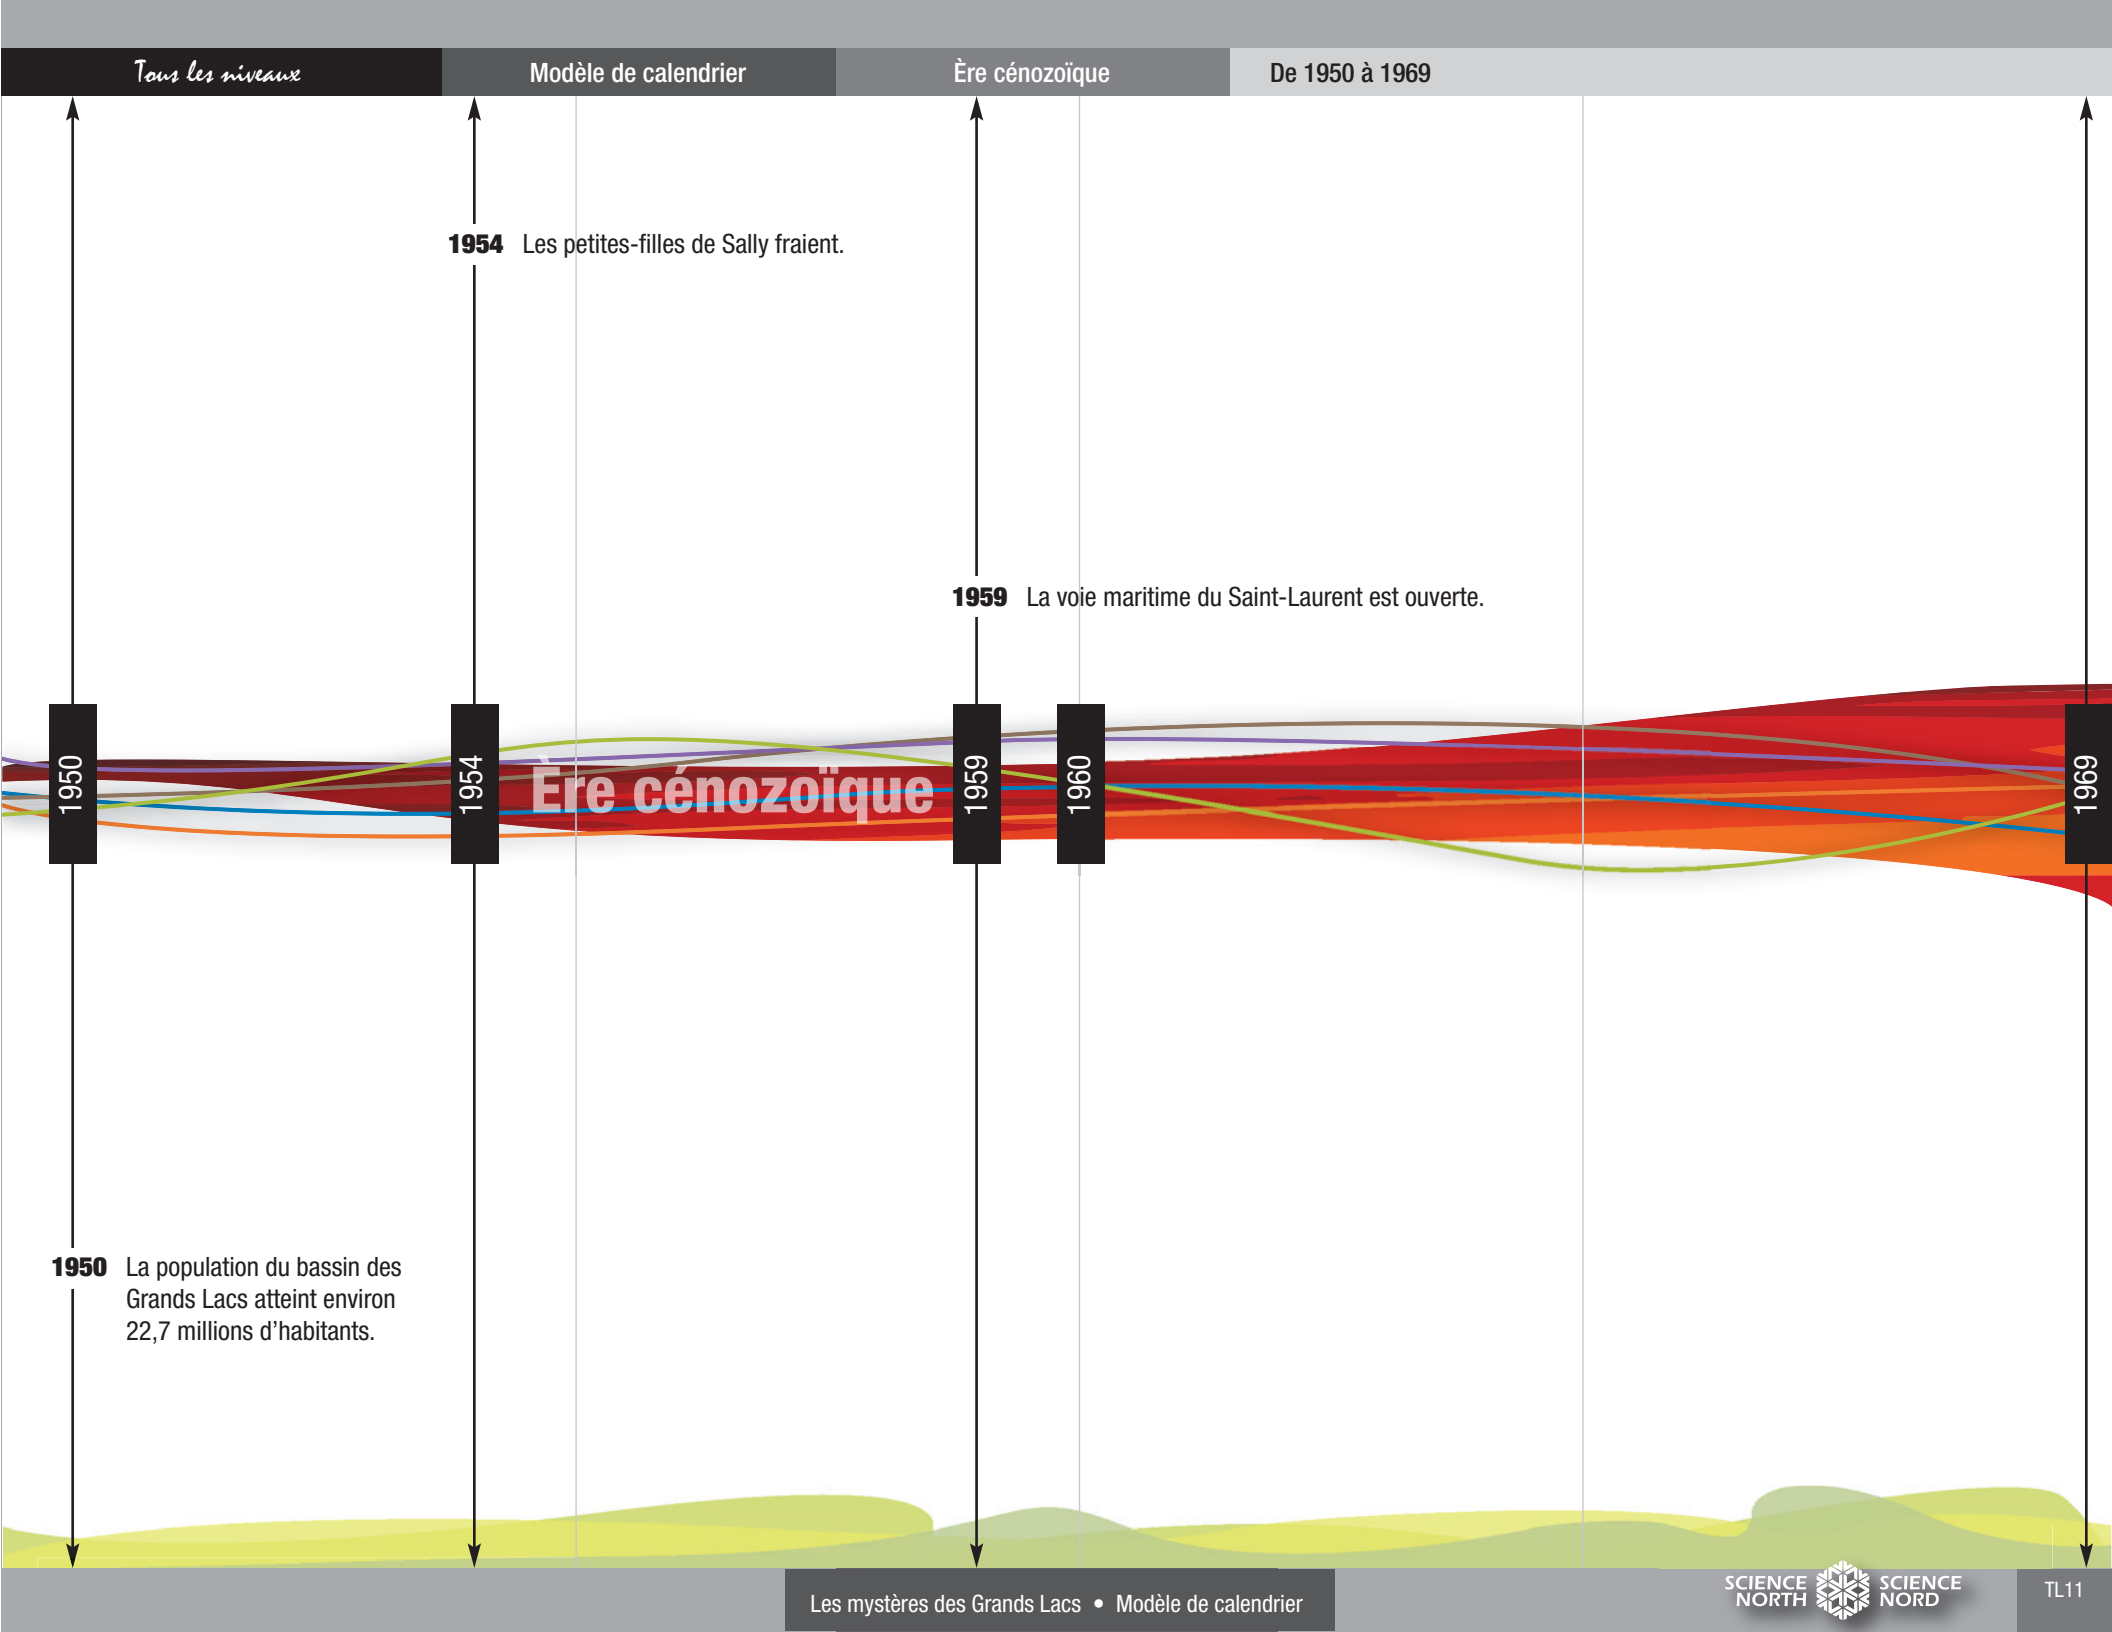 Tous les niveaux
Modèle de calendrier
Ère cénozoïque
De 1950 à 1969
1954 Les petites-filles de Sally fraient.
1959 La voie maritime du Saint-Laurent est ouverte.
1950
1954
Ère cénozoïque
1959
1960
1969
1950 La population du bassin des
Grands Lacs atteint environ
22,7 millions d’habitants.
Les mystères des Grands Lacs • Modèle de calendrier
SCIENCE NORTH
SCIENCE NORD
TL11